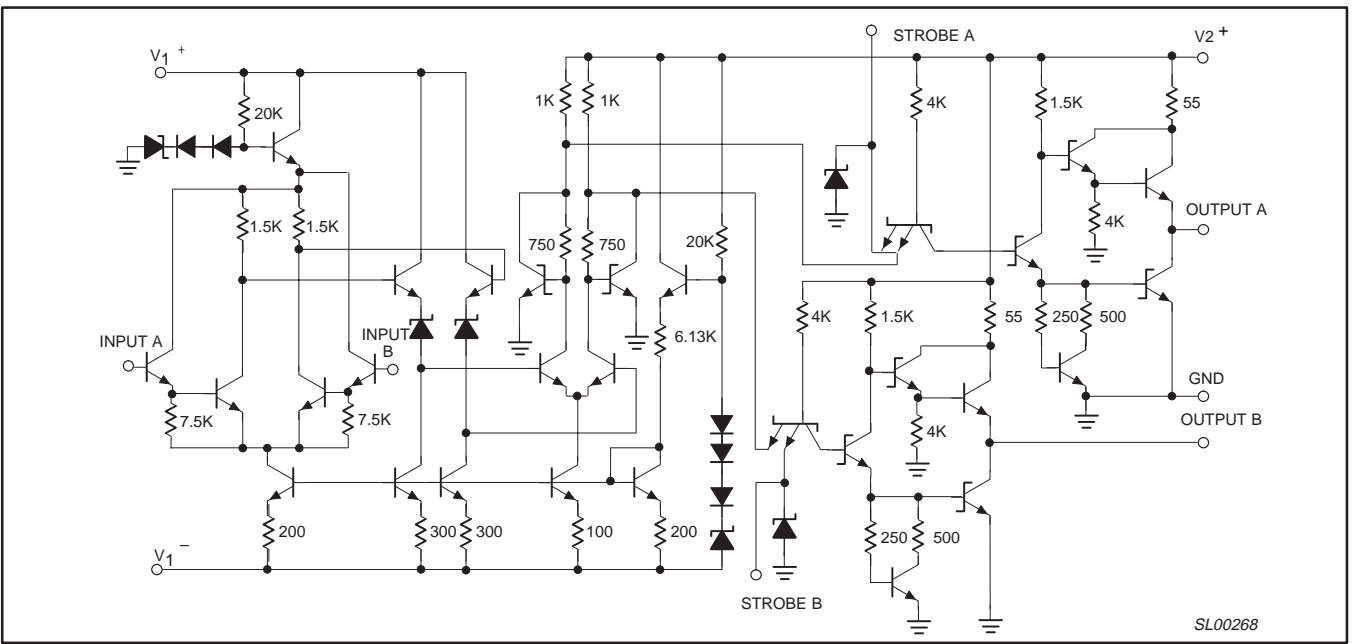 STROBE A
V2 +
V1 +
20K
1K
1K
4K
1.5K
55
1.5K
1.5K
750
750
20K
4K
OUTPUT A
INPUT A
INPUT
B
6.13K
4K
1.5K
55
250
500
7.5K
7.5K
GND
OUTPUT B
4K
200
300
300
100
200
250
500
V1 −
STROBE B
SL00268